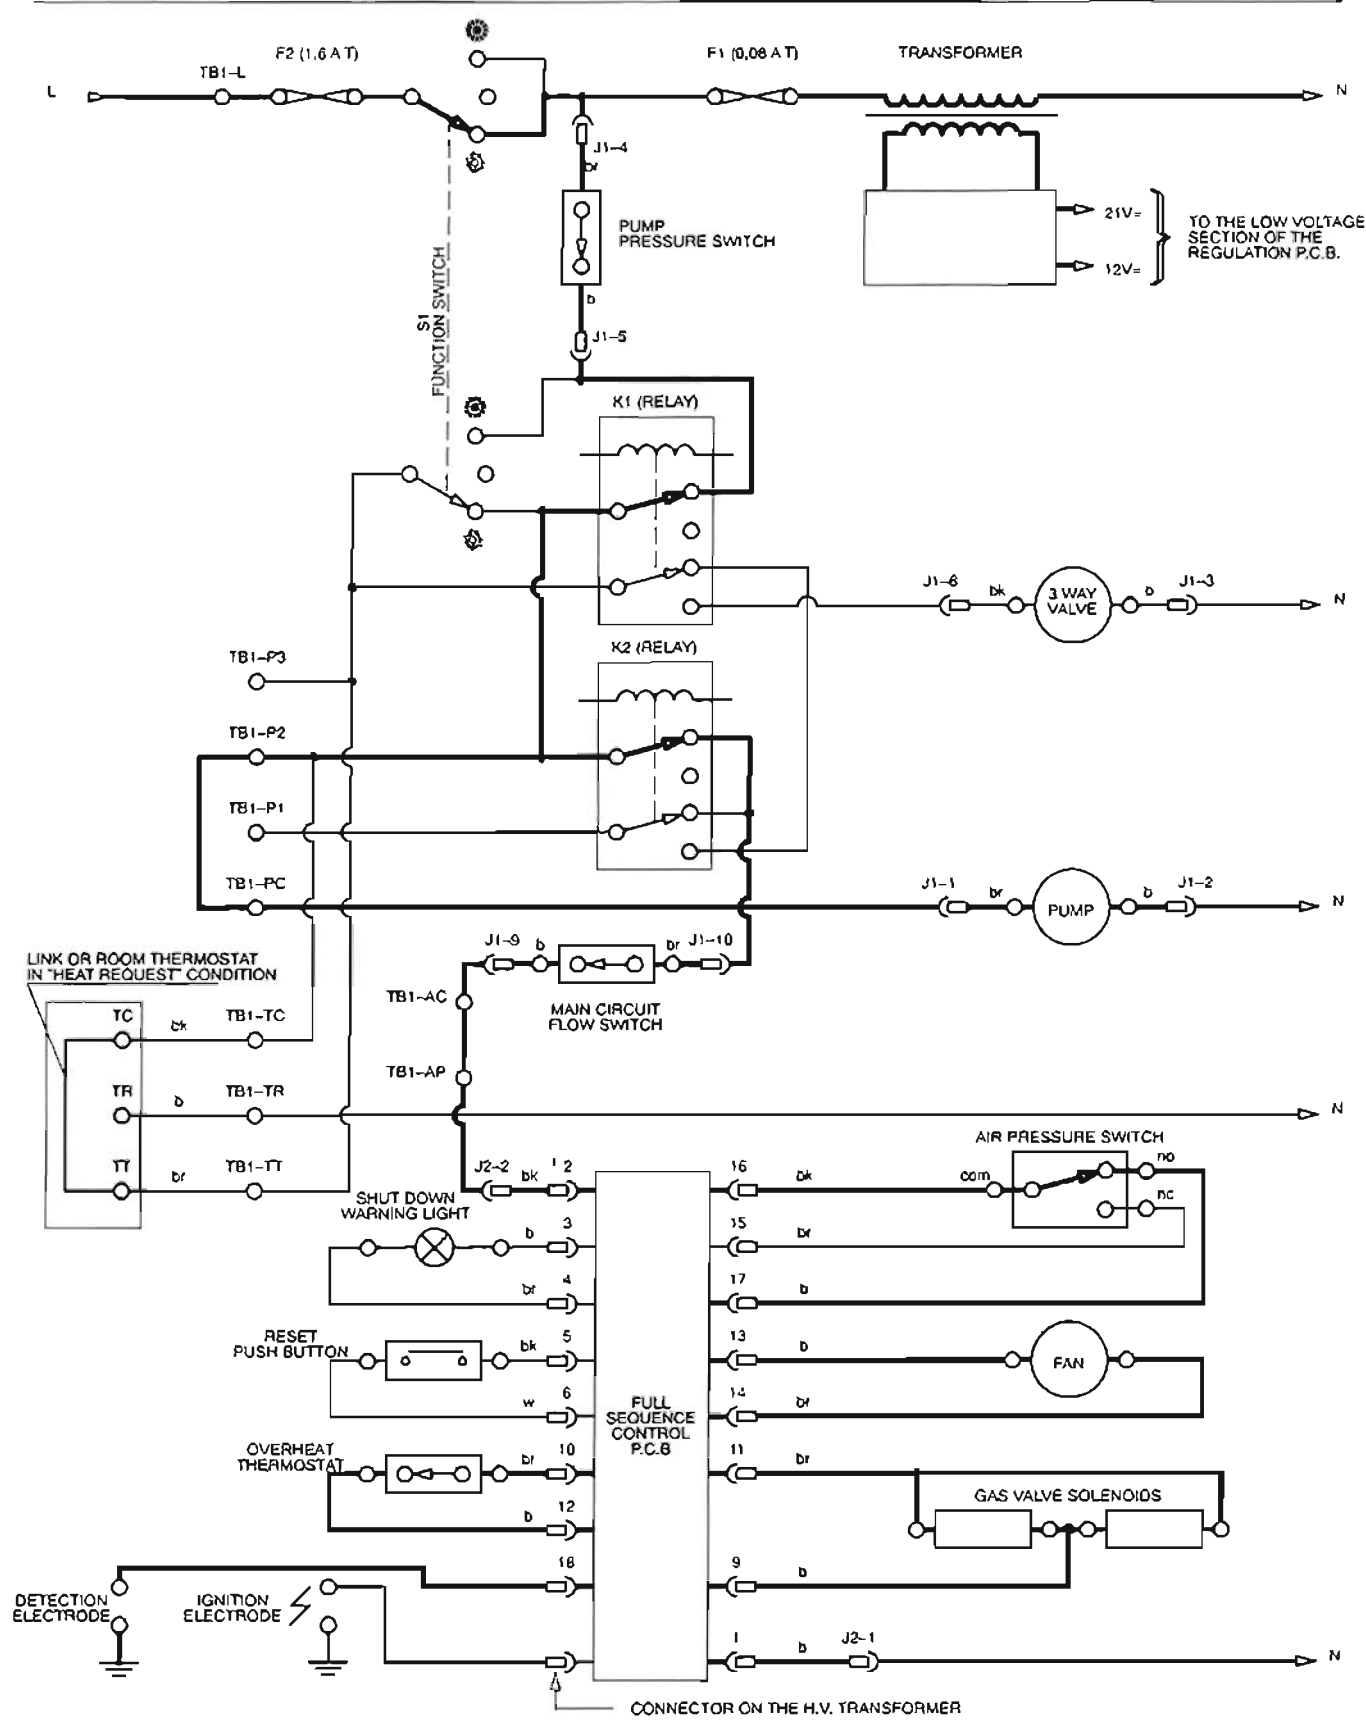 F2 (1,6 A T)
F1 (0,08 A T)
TRANSFORMER
TB1-L
L
N
J1-4
br
PUMP
PRESSURE SWITCH
21V=
12V=
TO THE LOW VOLTAGE
SECTION OF THE
REGULATION P.C.B.
S1
FUNCTION SWITCH
b
J1-5
K1 (RELAY)
J1-6
bk
3 WAY
VALVE
b
J1-3
N
K2 (RELAY)
TB1-P3
TB1-P2
TB1-P1
TB1-PC
J1-1
br
PUMP
b
J1-2
N
LINK OR ROOM THERMOSTAT
IN "HEAT REQUEST" CONDITION
J1-9
b
br
J1-10
TB1-AC
MAIN CIRCUIT
FLOW SWITCH
TC
bk
TB1-TC
TB1-AP
TR
b
TB1-TR
N
AIR PRESSURE SWITCH
TT
br
TB1-TT
J2-2
bk
1 2
16
bk
com
no
nc
SHUT DOWN
WARNING LIGHT
b
3
15
br
br
4
17
b
RESET
PUSH BUTTON
bk
5
13
b
FAN
w
6
14
br
FULL
SEQUENCE
CONTROL
P.C.B
OVERHEAT
THERMOSTAT
br
10
11
br
GAS VALVE SOLENOIDS
b
12
18
9
b
DETECTION
ELECTRODE
IGNITION
ELECTRODE
1
b
J2-1
N
CONNECTOR ON THE H.V. TRANSFORMER